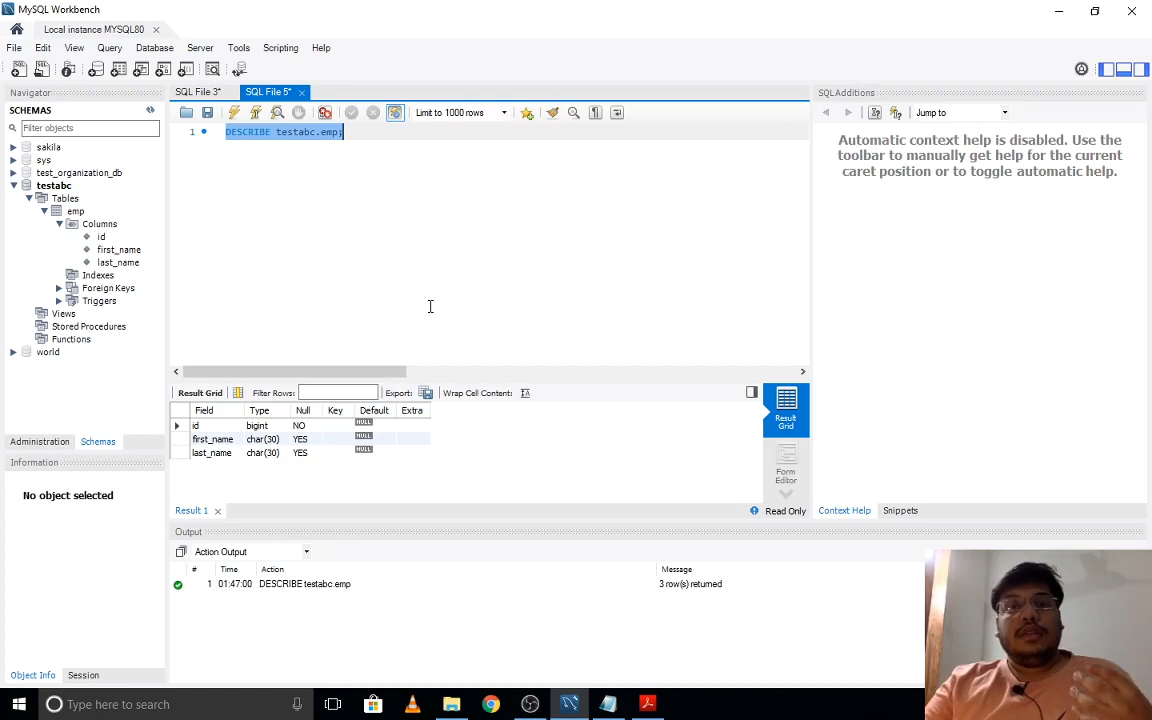 MySQL Workbench
Local instance MYSQL80
File Edit View Query Database Server Tools Scripting Help
Navigator
SCHEMAS
Filter objects
sakila
sys
test_organization_db
testabc
Tables
emp
Columns
id
first_name
last_name
Indexes
Foreign Keys
Triggers
Views
Stored Procedures
Functions
world
Administration Schemas
Information
No object selected
Object Info Session
SQL File 3* SQL File 5*
Limit to 1000 rows
1 DESCRIBE testabc.emp;
Result Grid Filter Rows: Export: Wrap Cell Content:
Field Type Null Key Default Extra
id bigint NO NULL
first_name char(30) YES NULL
last_name char(30) YES NULL
Result Grid
Form Editor
Result 1 Read Only
Output
Action Output
# Time Action Message
1 01:47:00 DESCRIBE testabc.emp 3 row(s) returned
SQLAdditions
Jump to
Automatic context help is disabled. Use the
toolbar to manually get help for the current
caret position or to toggle automatic help.
Context Help Snippets
Type here to search